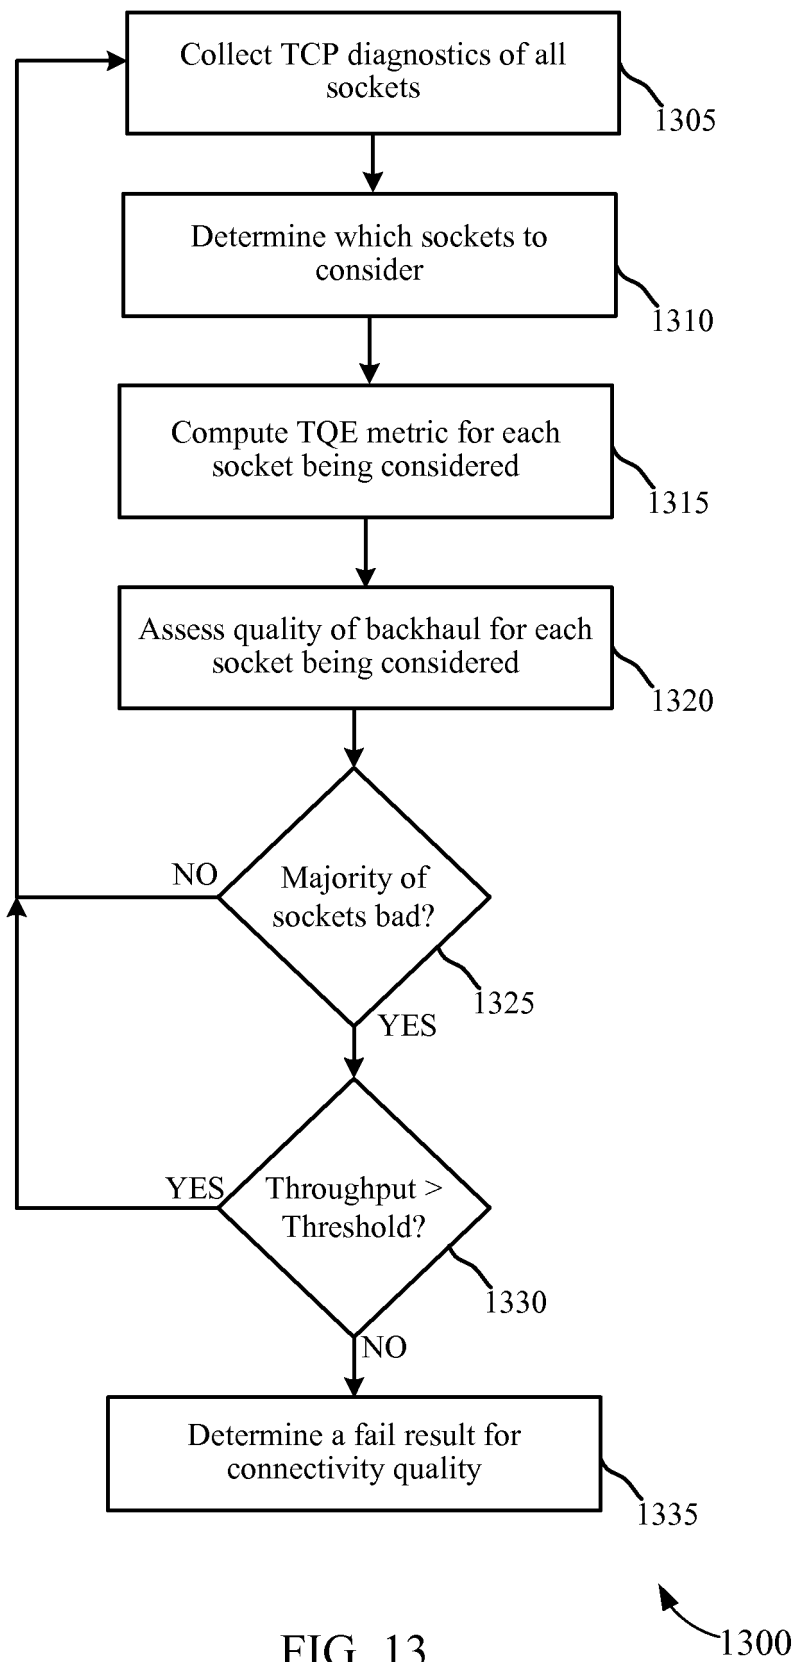 Collect TCP diagnostics of all
sockets
1305
Determine which sockets to
consider
1310
Compute TQE metric for each
socket being considered
1315
Assess quality of backhaul for each
socket being considered
1320
NO
Majority of
sockets bad?
1325
YES
YES
Throughput >
Threshold?
1330
NO
Determine a fail result for
connectivity quality
1335
1300
FIG. 13